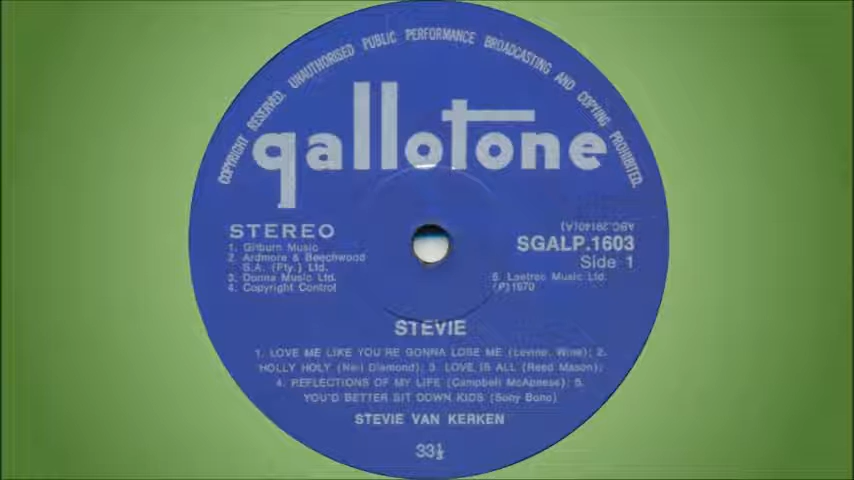 COPYRIGHT RESERVED. UNAUTHORISED PUBLIC PERFORMANCE BROADCASTING AND COPYING PROHIBITED.
gallotone
STEREO
1. Gilburn Music
2. Ardmore & Beechwood
S.A. (Pty.) Ltd.
3. Donna Music Ltd.
4. Copyright Control
ABC.20140(A)
SGALP.1603
Side 1
5. Leetrec Music Ltd.
(P)1970
STEVIE
1. LOVE ME LIKE YOU'RE GONNA LOSE ME (Levine, Wine); 2.
HOLLY HOLY (Neil Diamond); 3. LOVE IS ALL (Reed Mason);
4. REFLECTIONS OF MY LIFE (Campbell McApnese); 5.
YOU'D BETTER SIT DOWN KIDS (Sony Bono)
STEVIE VAN KERKEN
33⅓